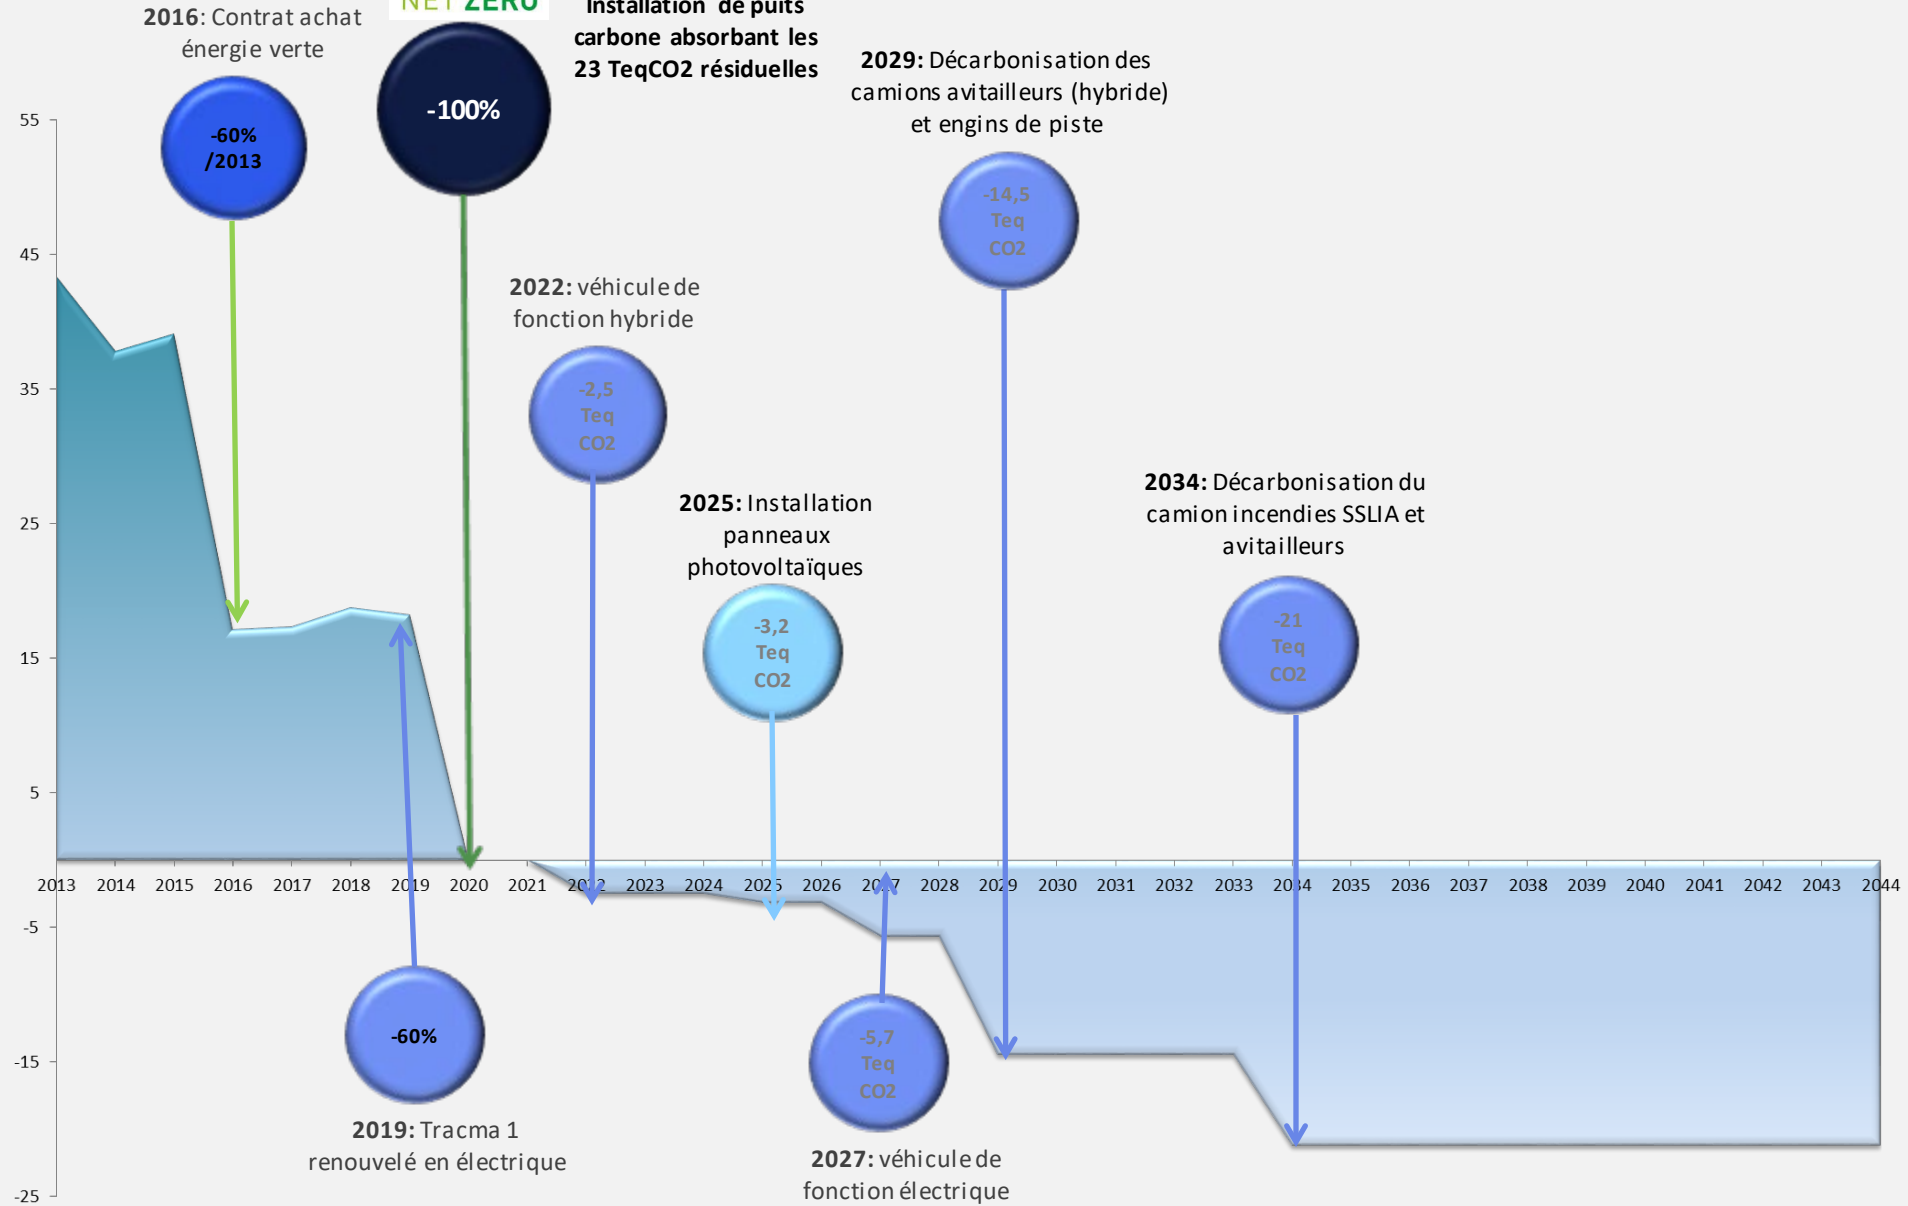 2016: Contrat achat
énergie verte
NET ZERO
Installation de puits
carbone absorbant les
23 TeqCO2 résiduelles
2029: Décarbonisation des
camions avitailleurs (hybride)
et engins de piste
-60%
/2013
-100%
-14,5
Teq
CO2
2022: véhicule de
fonction hybride
-2,5
Teq
CO2
2025: Installation
panneaux
photovoltaïques
-3,2
Teq
CO2
2034: Décarbonisation du
camion incendies SSLIA et
avitailleurs
-21
Teq
CO2
55
45
35
25
15
5
-5
-15
-25
2013 2014 2015 2016 2017 2018 2019 2020 2021 2022 2023 2024 2025 2026 2027 2028 2029 2030 2031 2032 2033 2034 2035 2036 2037 2038 2039 2040 2041 2042 2043 2044
-60%
2019: Tracma 1
renouvelé en électrique
-5,7
Teq
CO2
2027: véhicule de
fonction électrique